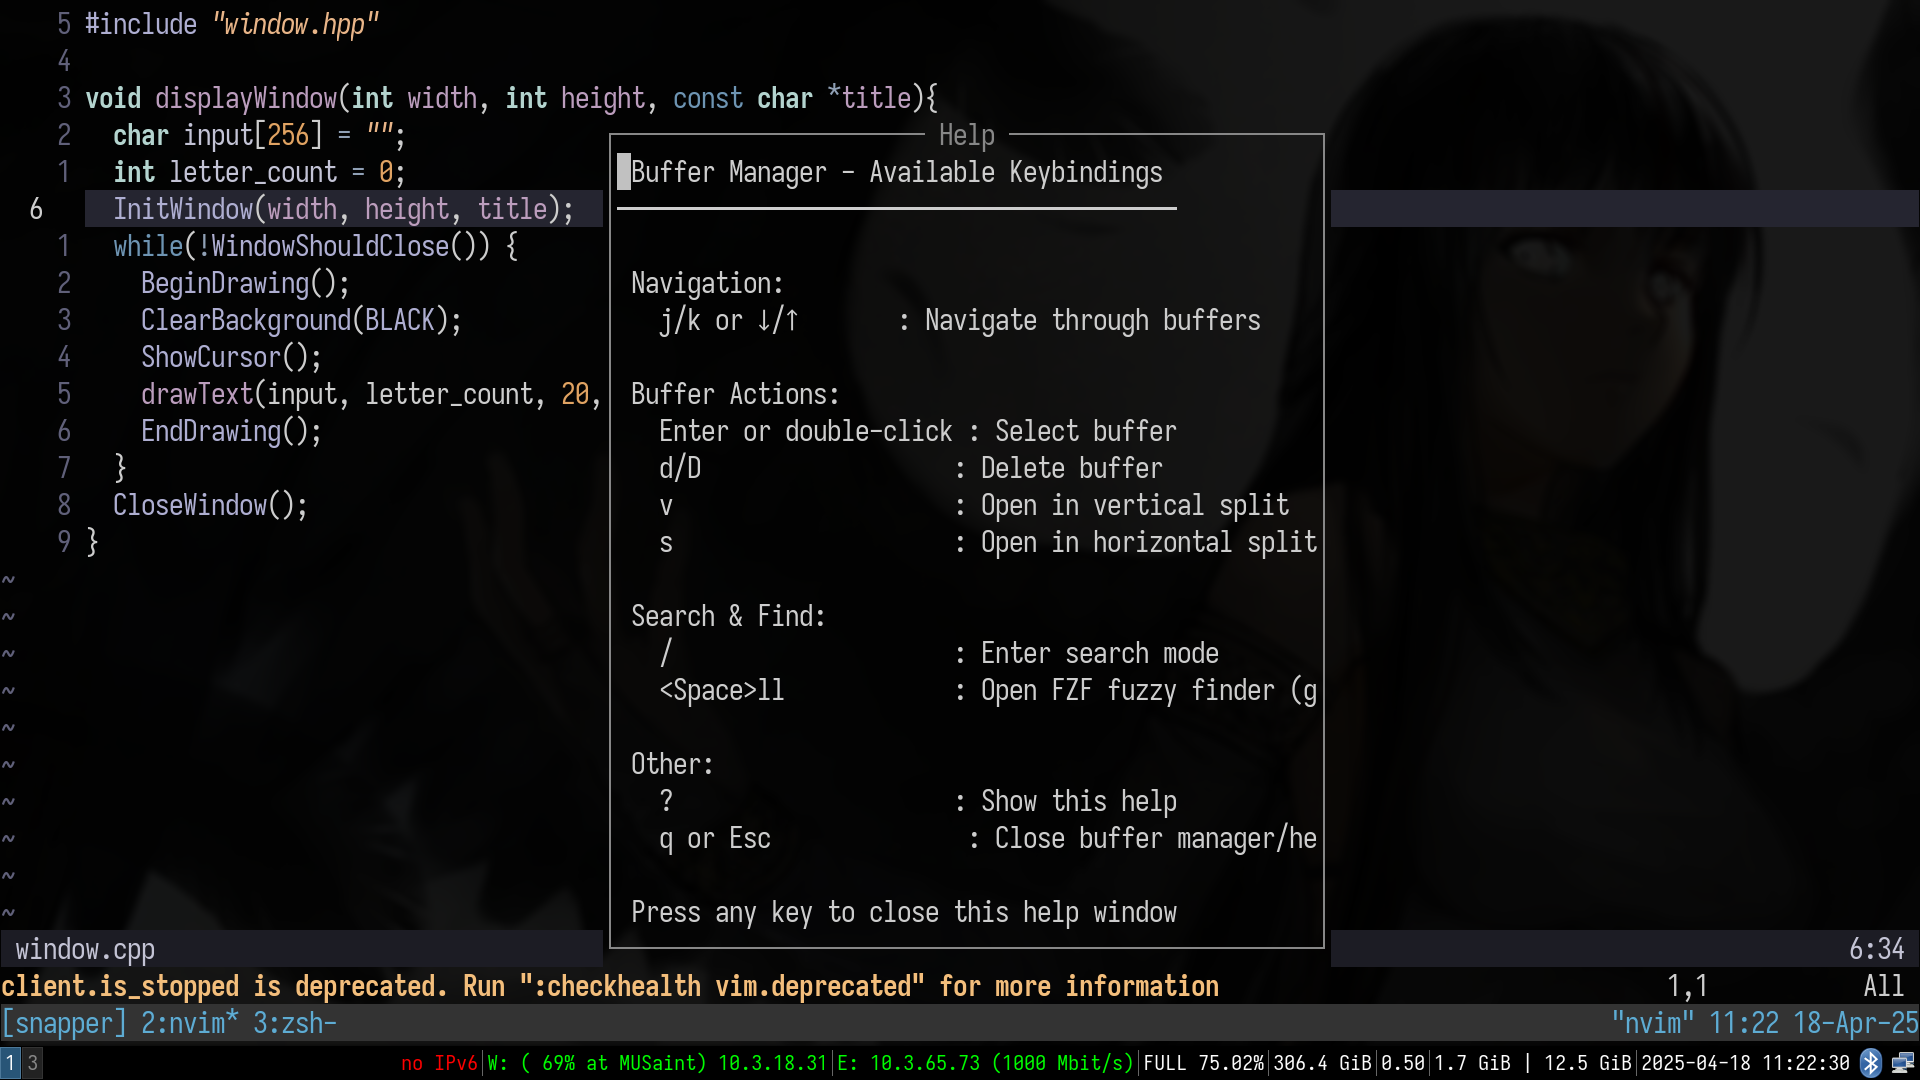 5 #include "window.hpp"
4
3 void displayWindow(int width, int height, const char *title){
2   char input[256] = "";
1   int letter_count = 0;
6   InitWindow(width, height, title);
1   while(!WindowShouldClose()) {
2     BeginDrawing();
3     ClearBackground(BLACK);
4     ShowCursor();
5     drawText(input, letter_count, 20,
6     EndDrawing();
7   }
8   CloseWindow();
9 }
~
~
~
~
~
~
~
~
~
~
Help
Buffer Manager - Available Keybindings
Navigation:
j/k or ↓/↑ : Navigate through buffers
Buffer Actions:
Enter or double-click : Select buffer
d/D : Delete buffer
v : Open in vertical split
s : Open in horizontal split
Search & Find:
/ : Enter search mode
<Space>ll : Open FZF fuzzy finder (g
Other:
? : Show this help
q or Esc : Close buffer manager/he
Press any key to close this help window
window.cpp 6:34
client.is_stopped is deprecated. Run ":checkhealth vim.deprecated" for more information 1,1 All
[snapper] 2:nvim* 3:zsh- "nvim" 11:22 18-Apr-25
1 3 no IPv6|W: ( 69% at MUSaint) 10.3.18.31|E: 10.3.65.73 (1000 Mbit/s)|FULL 75.02%|306.4 GiB|0.50|1.7 GiB | 12.5 GiB|2025-04-18 11:22:30